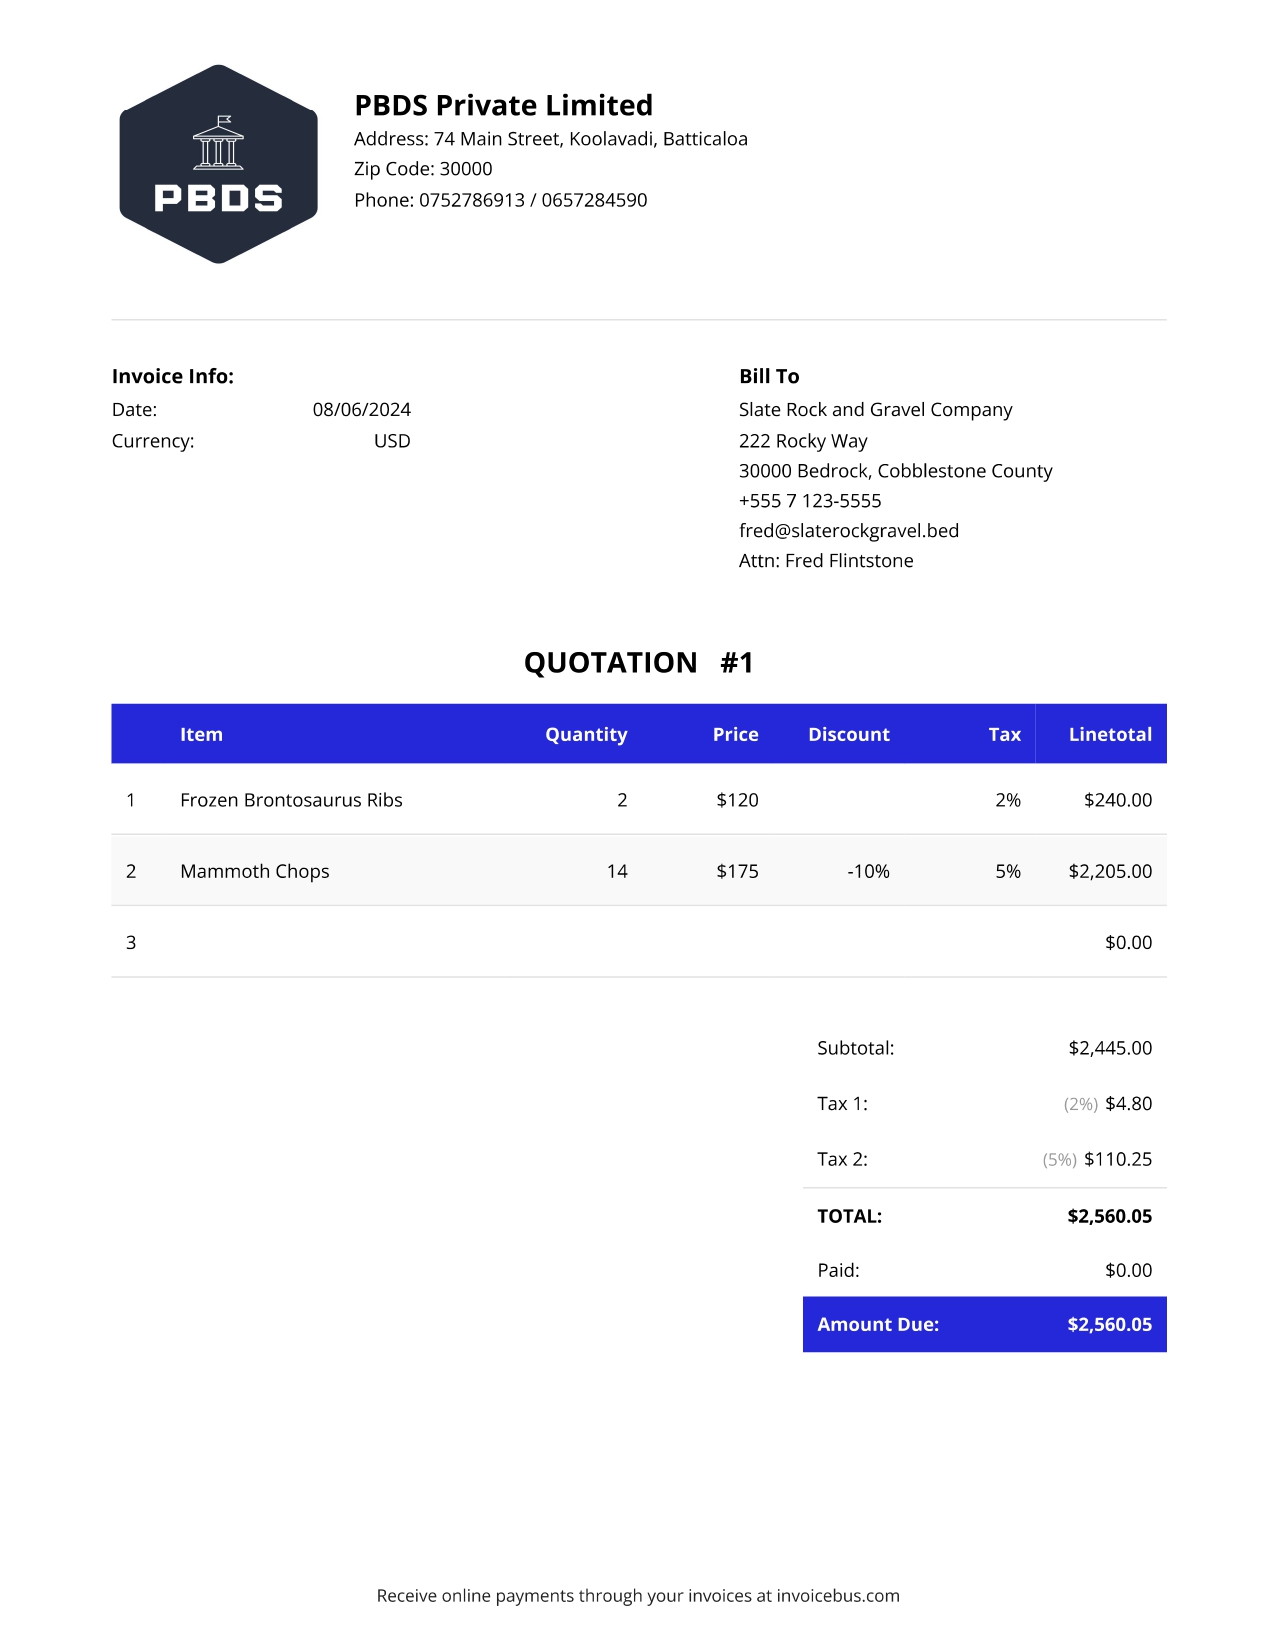 PBDS
PBDS Private Limited
Address: 74 Main Street, Koolavadi, Batticaloa
Zip Code: 30000
Phone: 0752786913 / 0657284590
Invoice Info:
Date: 08/06/2024
Currency: USD
Bill To
Slate Rock and Gravel Company
222 Rocky Way
30000 Bedrock, Cobblestone County
+555 7 123-5555
fred@slaterockgravel.bed
Attn: Fred Flintstone
QUOTATION #1
Item Quantity Price Discount Tax Linetotal
1 Frozen Brontosaurus Ribs 2 $120 2% $240.00
2 Mammoth Chops 14 $175 -10% 5% $2,205.00
3 $0.00
Subtotal: $2,445.00
Tax 1: (2%) $4.80
Tax 2: (5%) $110.25
TOTAL: $2,560.05
Paid: $0.00
Amount Due: $2,560.05
Receive online payments through your invoices at invoicebus.com